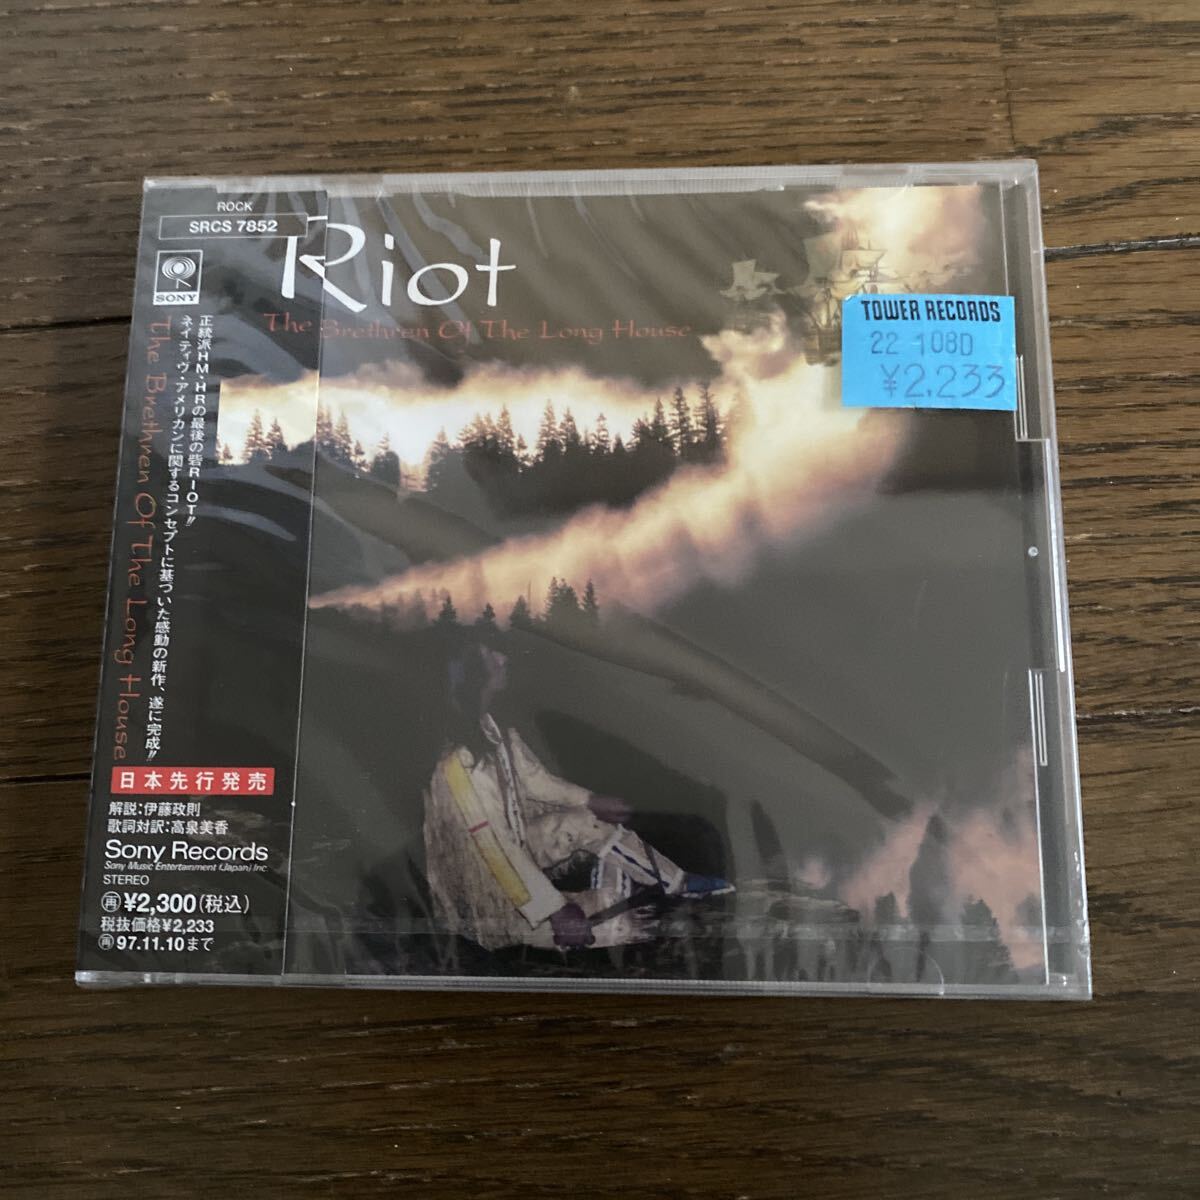 ROCK
SRCS 7852
SONY
Riot
The Brethren Of The Long House
TOWER RECORDS
22 108D
¥2,233
正統派HM・HRの最後の砦RIOT!!
ネイティヴ・アメリカンに関するコンセプトに基づいた感動の新作、遂に完成!!
The Brethren Of The Long House
日本先行発売
解説:伊藤政則
歌詞対訳:高泉美香
Sony Records
Sony Music Entertainment (Japan) Inc.
STEREO
再¥2,300(税込)
税抜価格¥2,233
再97.11.10まで